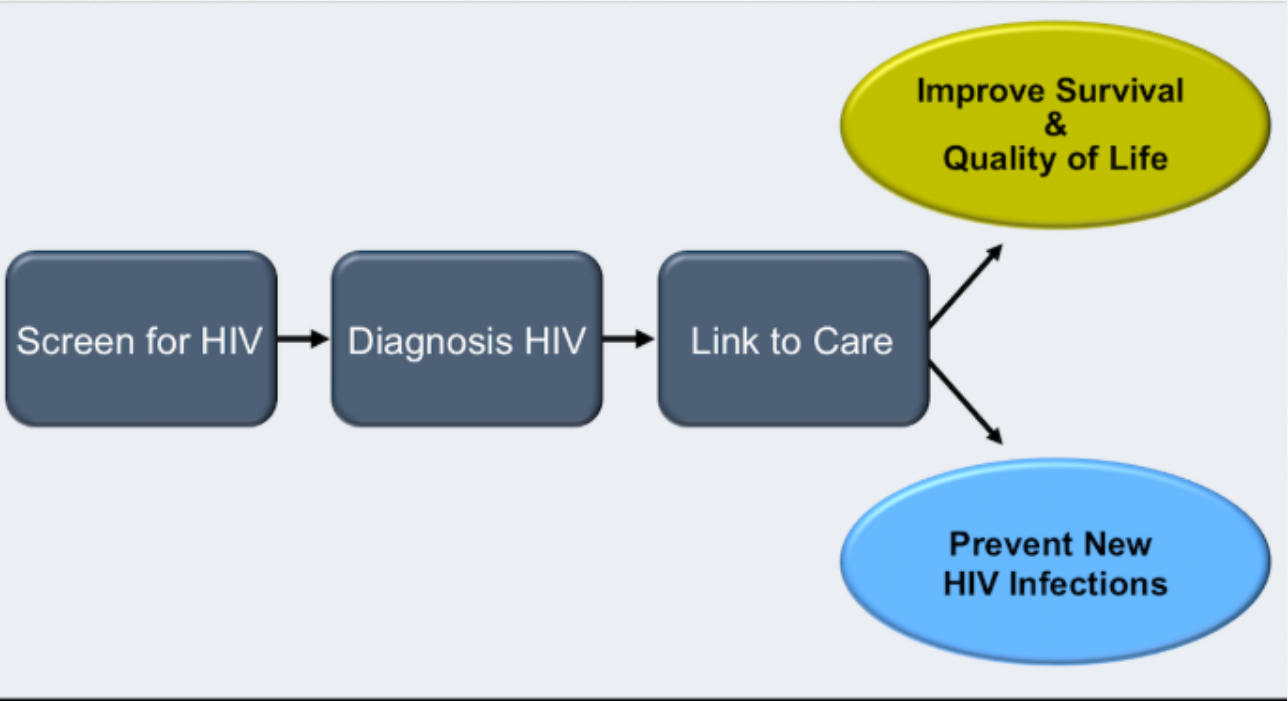 Screen for HIV
Diagnosis HIV
Link to Care
Improve Survival
&
Quality of Life
Prevent New
HIV Infections